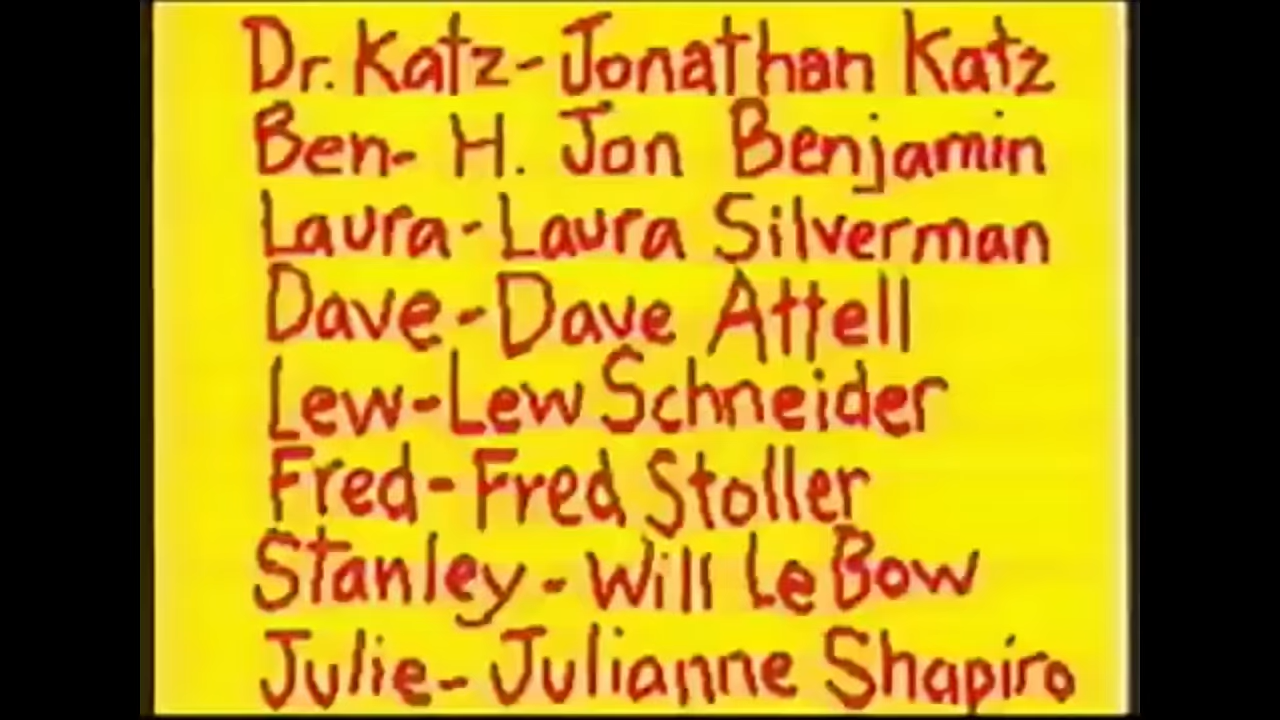 Dr. Katz-Jonathan Katz
Ben- H. Jon Benjamin
Laura-Laura Silverman
Dave-Dave Attell
Lew-Lew Schneider
Fred-Fred Stoller
Stanley-Will LeBow
Julie-Julianne Shapiro